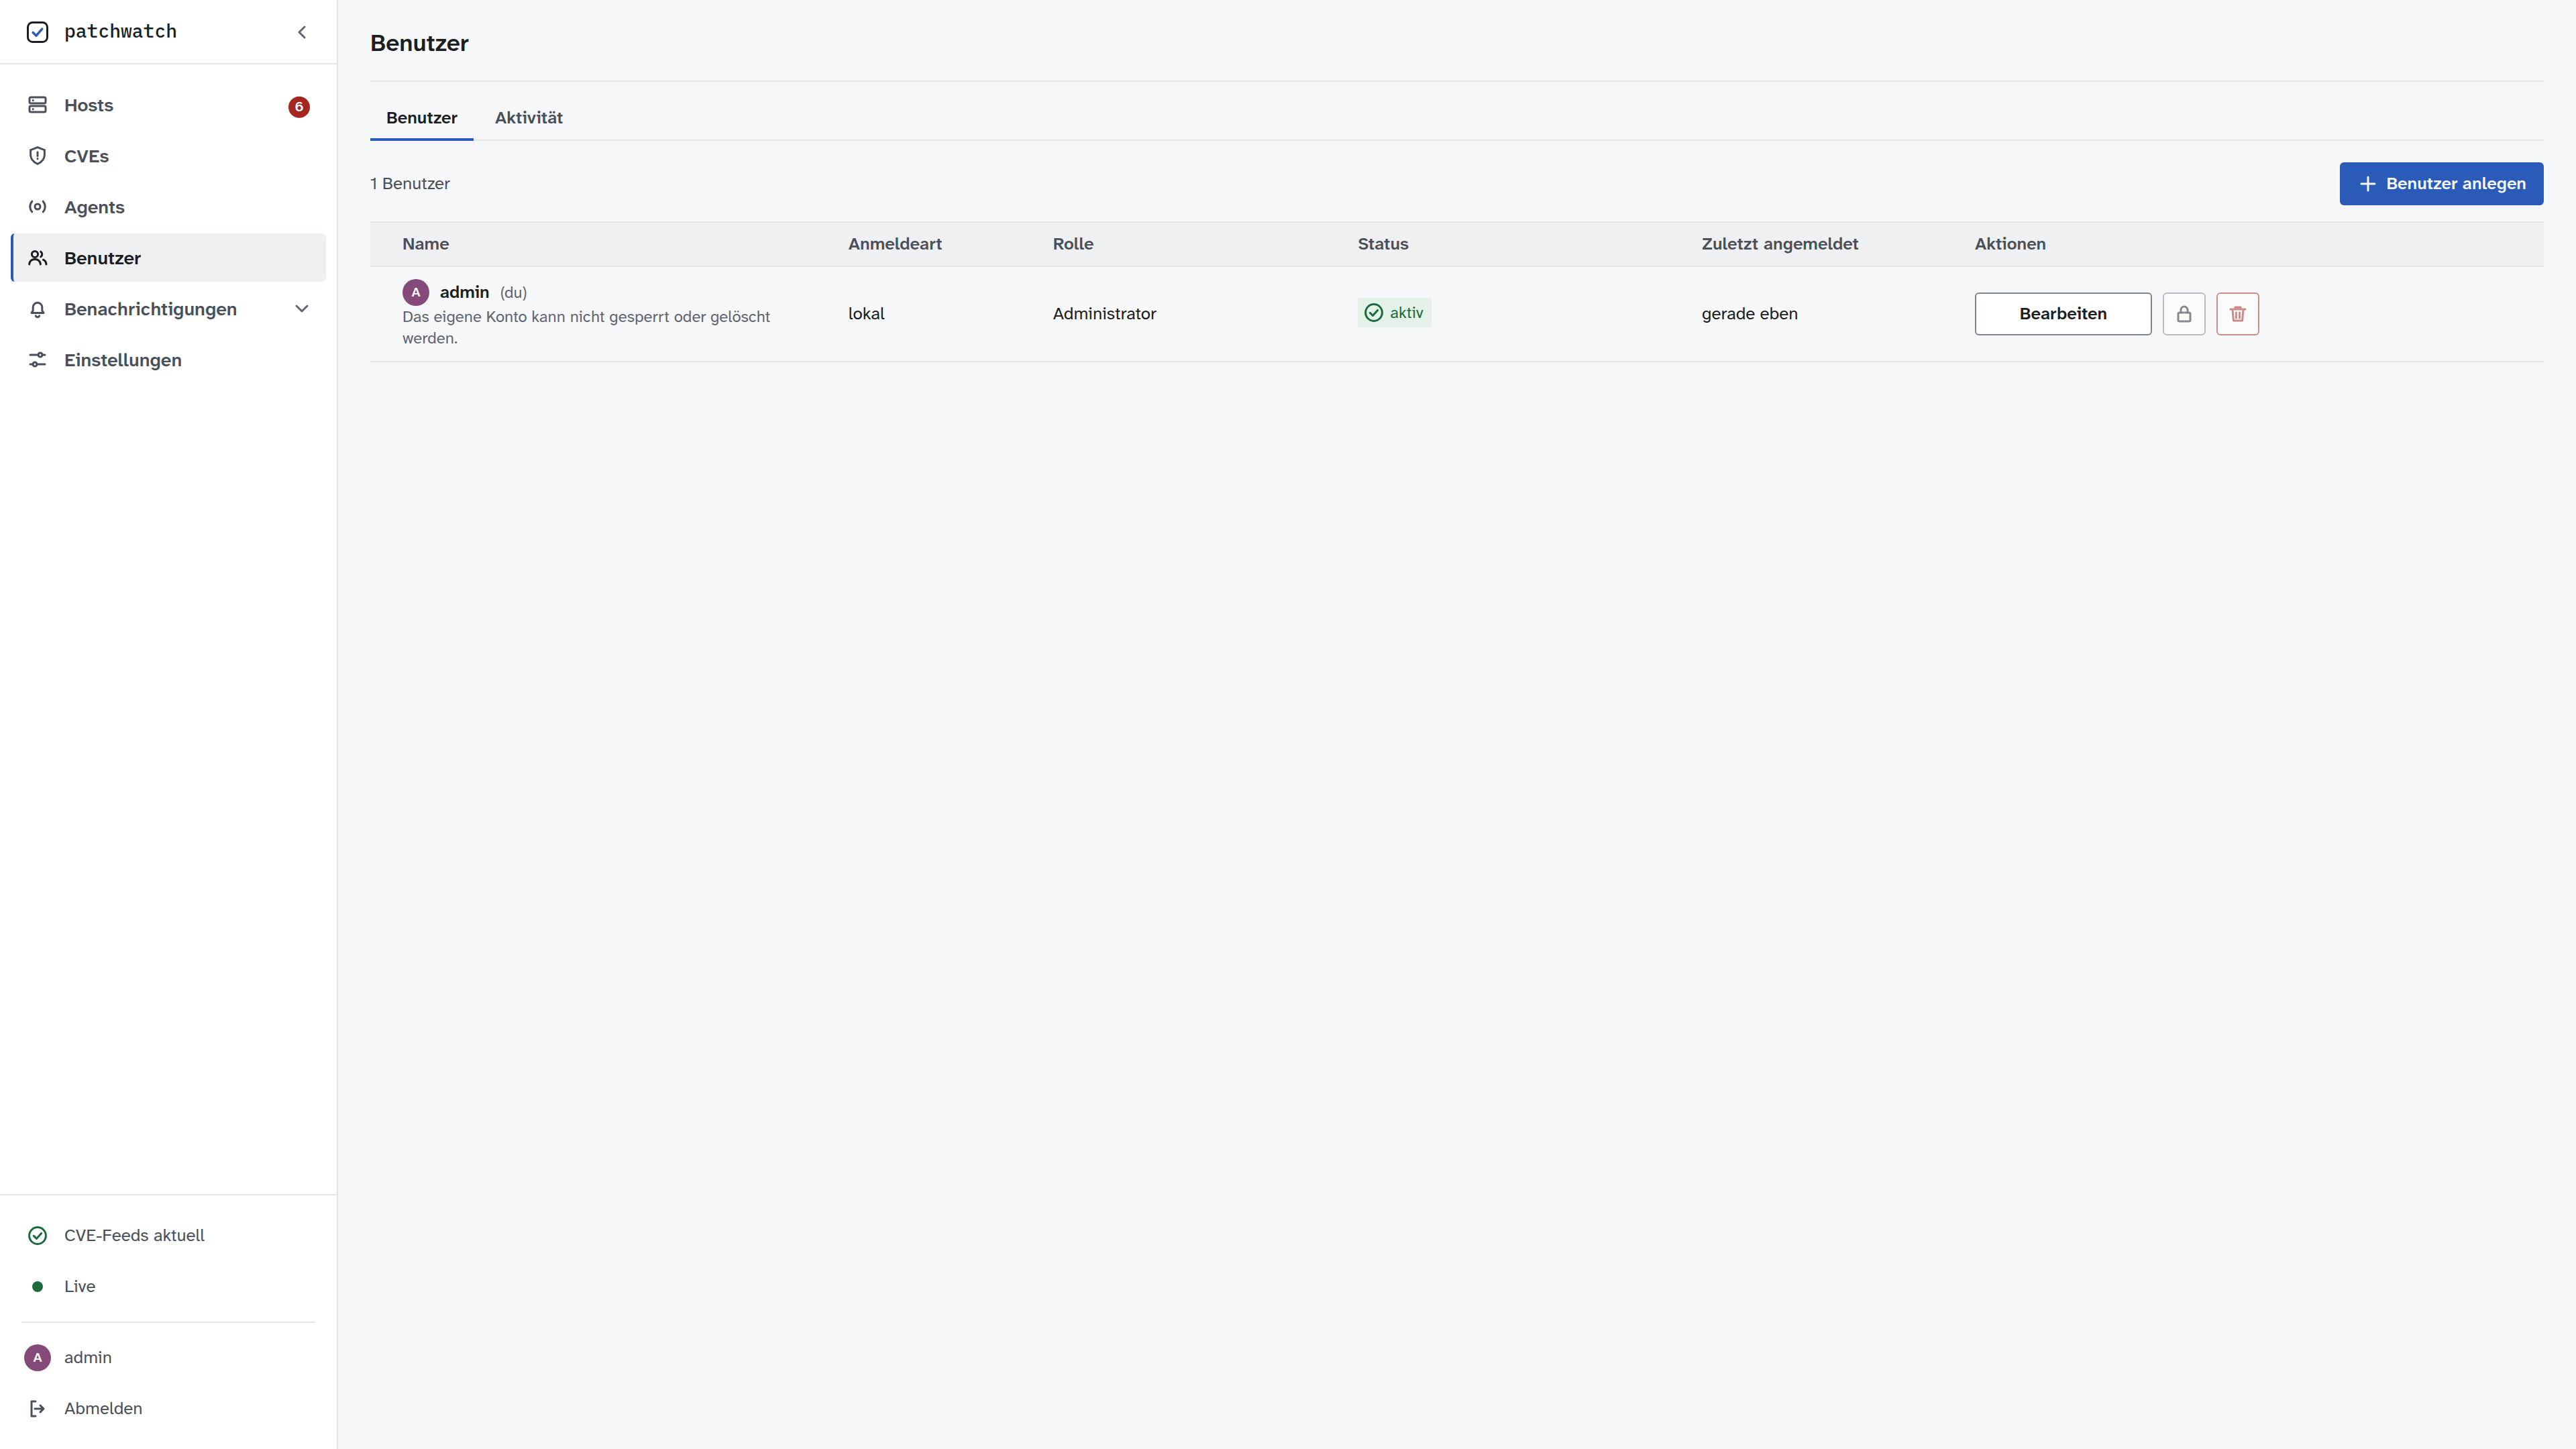 patchwatch
Hosts 6
CVEs
Agents
Benutzer
Benachrichtigungen
Einstellungen
CVE-Feeds aktuell
Live
A admin
Abmelden
Benutzer
Benutzer Aktivität
1 Benutzer Benutzer anlegen
Name Anmeldeart Rolle Status Zuletzt angemeldet Aktionen
A admin (du)
Das eigene Konto kann nicht gesperrt oder gelöscht
werden.
lokal Administrator aktiv gerade eben Bearbeiten